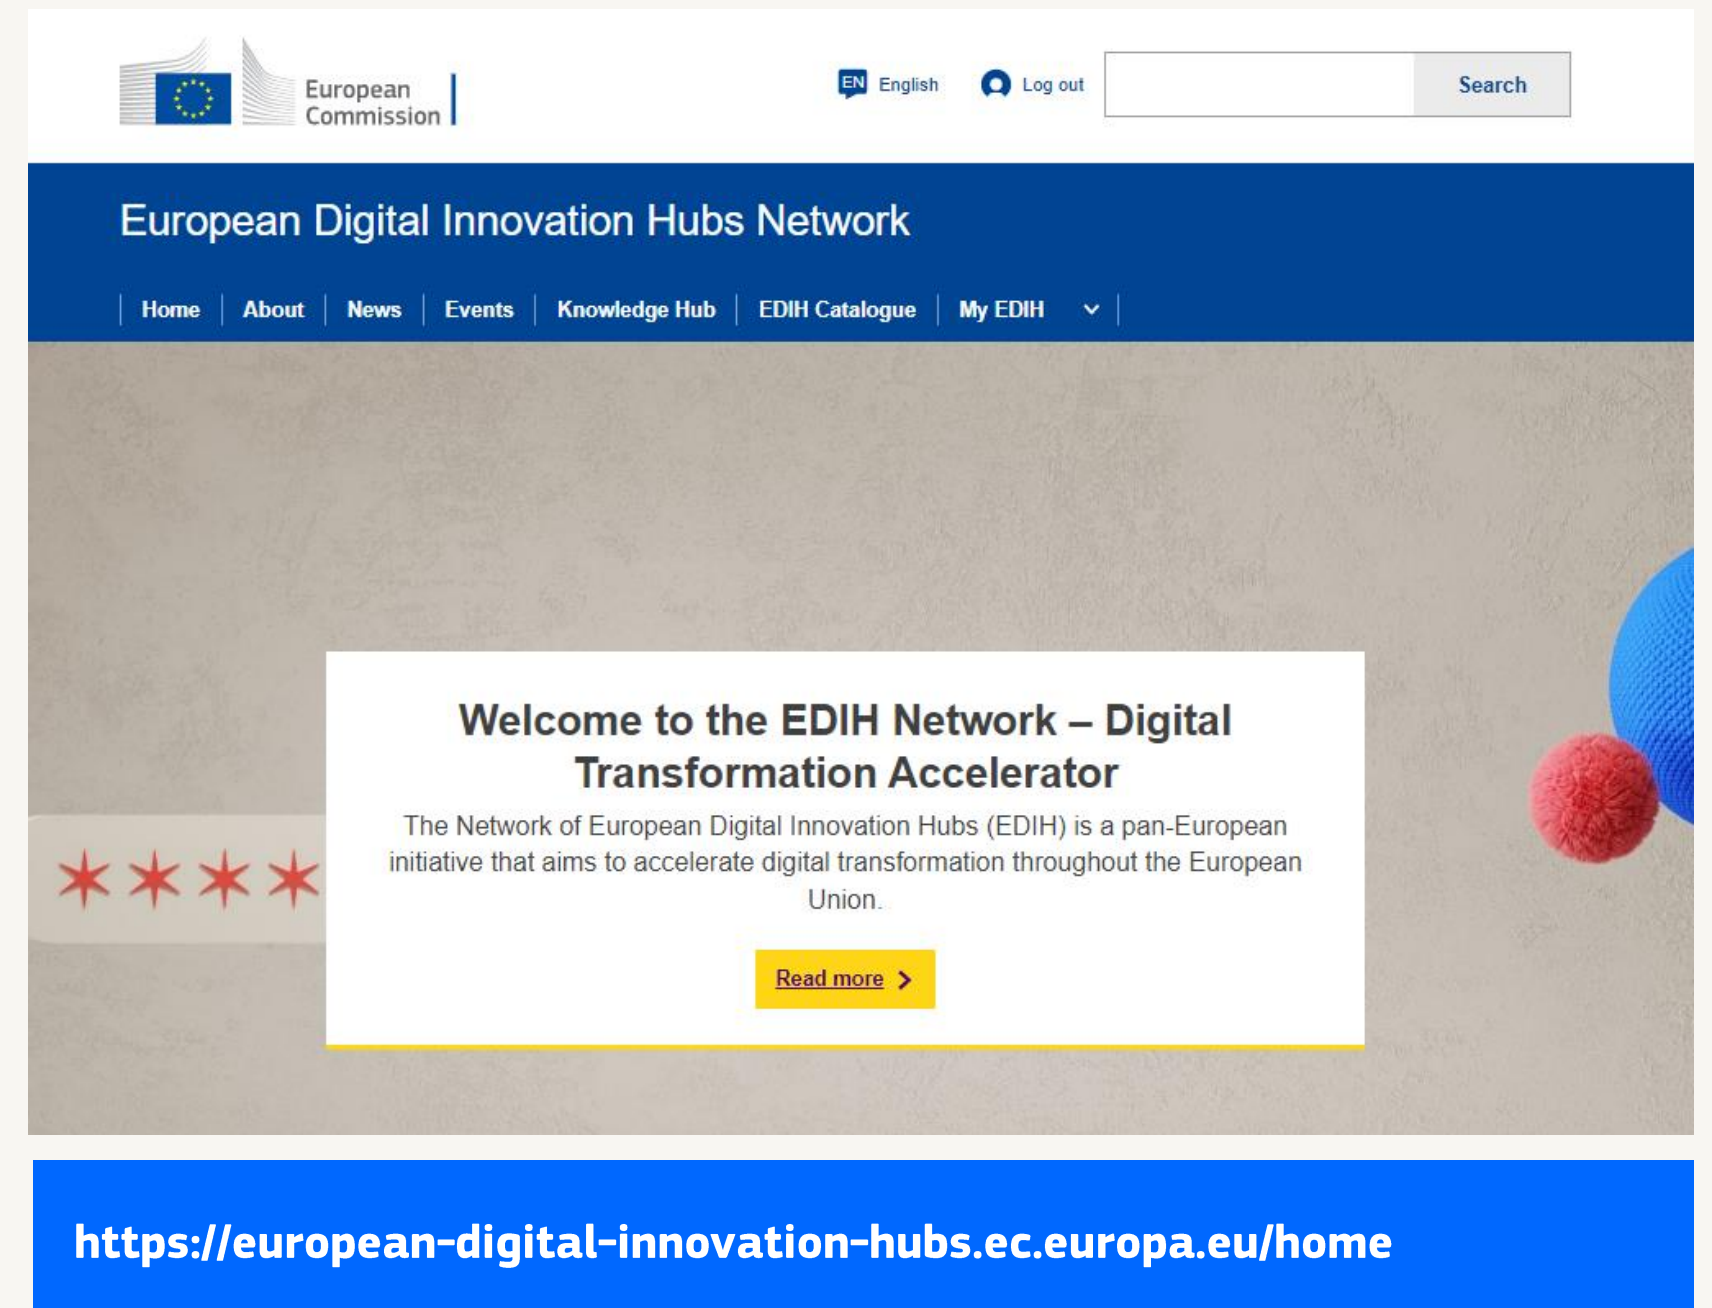 European
Commission
EN English
Log out
Search
European Digital Innovation Hubs Network
Home
About
News
Events
Knowledge Hub
EDIH Catalogue
My EDIH
Welcome to the EDIH Network – Digital
Transformation Accelerator
The Network of European Digital Innovation Hubs (EDIH) is a pan-European
initiative that aims to accelerate digital transformation throughout the European
Union.
Read more
https://european-digital-innovation-hubs.ec.europa.eu/home